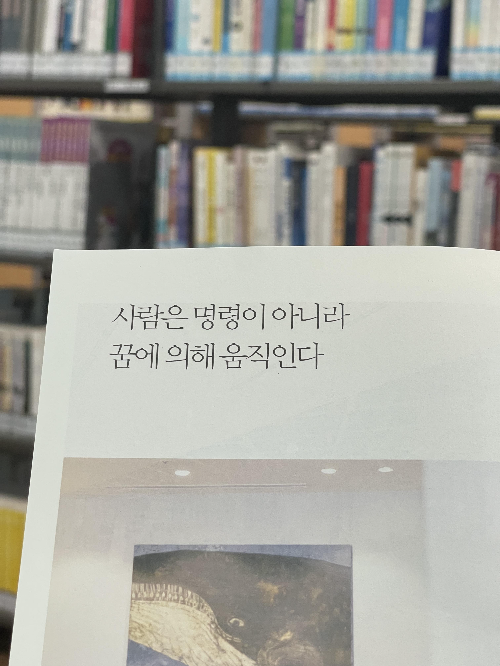 사람은 명령이 아니라
꿈에 의해 움직인다